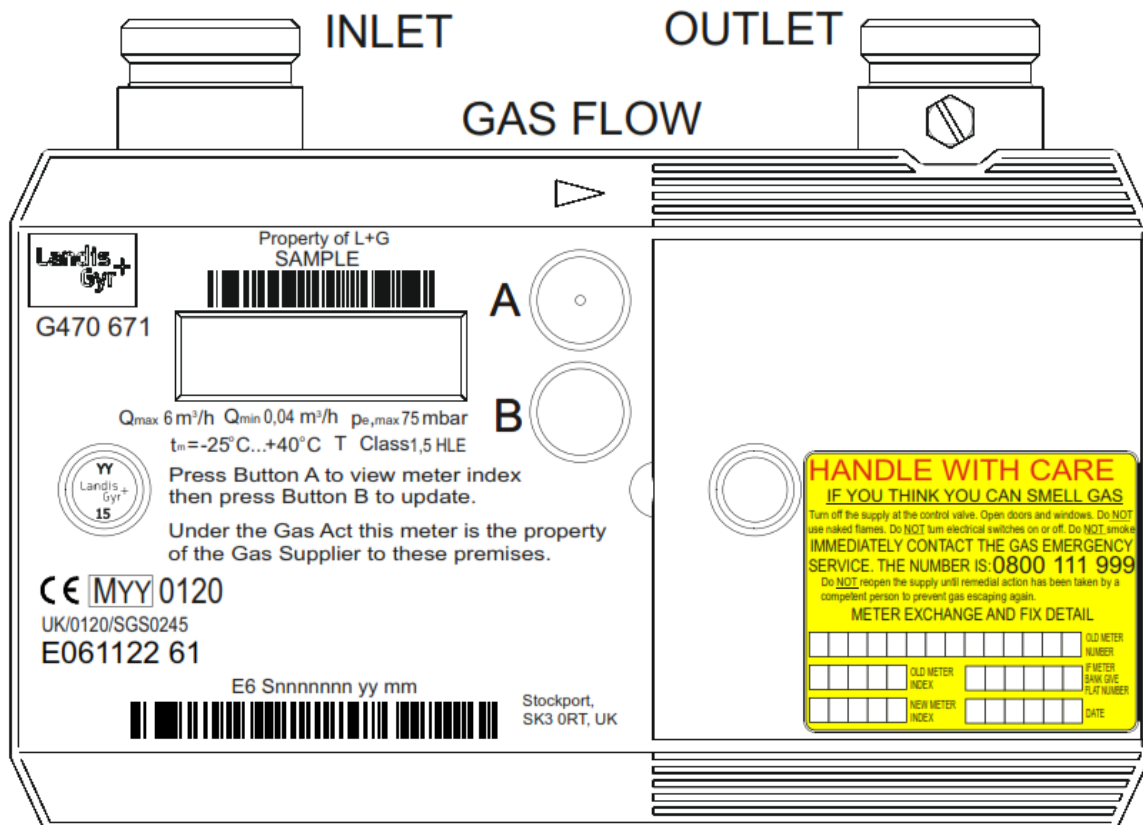 INLET
OUTLET
GAS FLOW
Property of L+G
SAMPLE
Landis
Gyr+
G470 671
A
B
Qmax 6 m³/h Qmin 0,04 m³/h pe,max 75 mbar
tm=-25°C...+40°C T Class1,5 HLE
YY
Landis
Gyr+
15
Press Button A to view meter index
then press Button B to update.
Under the Gas Act this meter is the property
of the Gas Supplier to these premises.
CE MYY 0120
UK/0120/SGS0245
E061122 61
E6 Snnnnnnn yy mm
Stockport,
SK3 0RT, UK
HANDLE WITH CARE
IF YOU THINK YOU CAN SMELL GAS
Turn off the supply at the control valve. Open doors and windows. Do NOT
use naked flames. Do NOT turn electrical switches on or off. Do NOT smoke
IMMEDIATELY CONTACT THE GAS EMERGENCY
SERVICE. THE NUMBER IS:0800 111 999
Do NOT reopen the supply until remedial action has been taken by a
competent person to prevent gas escaping again.
METER EXCHANGE AND FIX DETAIL
OLD METER
NUMBER
OLD METER
INDEX
IF METER
BANK GIVE
FLAT NUMBER
NEW METER
INDEX
DATE